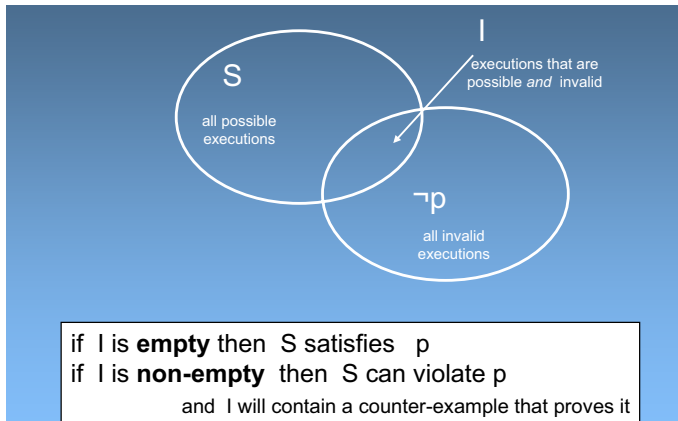 I
executions that are
possible and invalid
S
all possible
executions
¬p
all invalid
executions
if I is empty then S satisfies p
if I is non-empty then S can violate p
and I will contain a counter-example that proves it